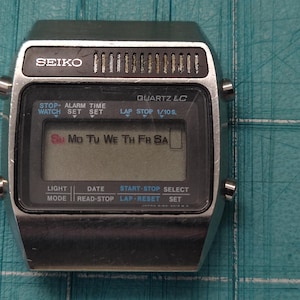 SEIKO
QUARTZ LC
STOP- ALARM TIME LAP STOP 1/10 S.
WATCH SET SET
Su Mo Tu We Th Fr Sa
LIGHT DATE START·STOP SELECT
MODE READ·STOP LAP·RESET SET